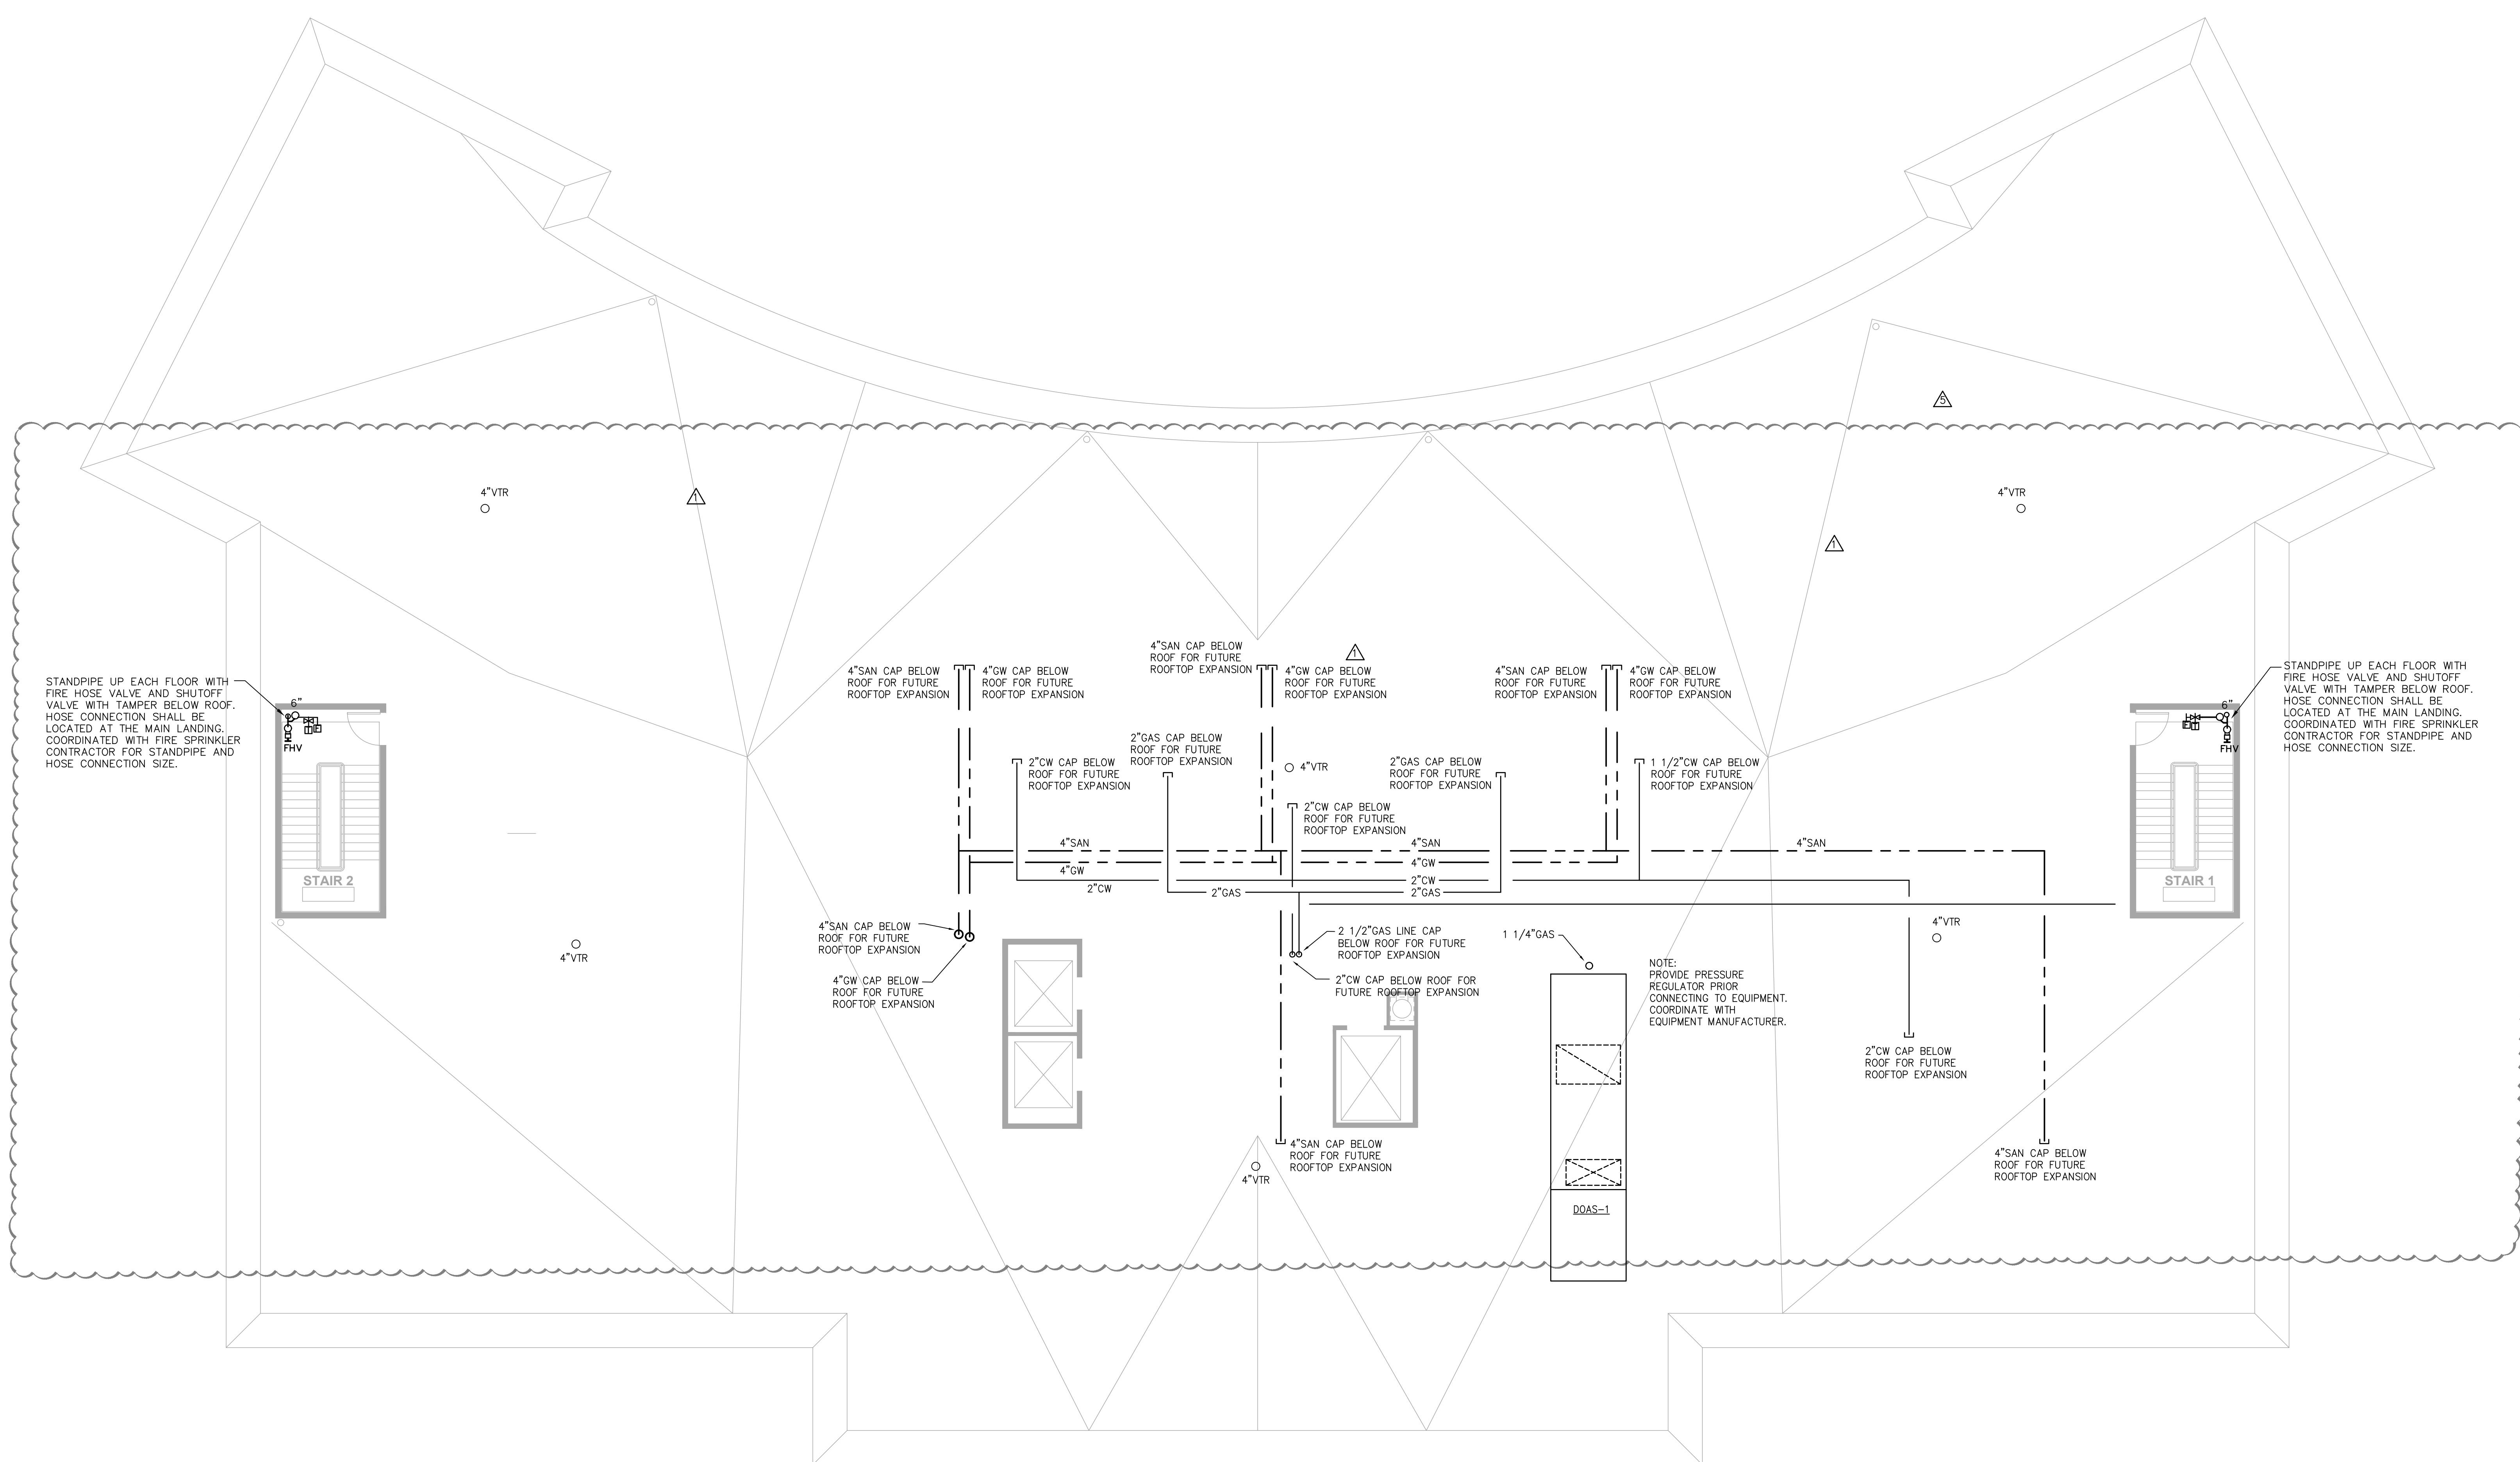 5
4"VTR
1
4"VTR
1
4"SAN CAP BELOW
ROOF FOR FUTURE
ROOFTOP EXPANSION
1
4"SAN CAP BELOW
ROOF FOR FUTURE
ROOFTOP EXPANSION
4"GW CAP BELOW
ROOF FOR FUTURE
ROOFTOP EXPANSION
4"GW CAP BELOW
ROOF FOR FUTURE
ROOFTOP EXPANSION
4"SAN CAP BELOW
ROOF FOR FUTURE
ROOFTOP EXPANSION
4"GW CAP BELOW
ROOF FOR FUTURE
ROOFTOP EXPANSION
STANDPIPE UP EACH FLOOR WITH
FIRE HOSE VALVE AND SHUTOFF
VALVE WITH TAMPER BELOW ROOF.
HOSE CONNECTION SHALL BE
LOCATED AT THE MAIN LANDING.
COORDINATED WITH FIRE SPRINKLER
CONTRACTOR FOR STANDPIPE AND
HOSE CONNECTION SIZE.
6"
F
FHV
STANDPIPE UP EACH FLOOR WITH
FIRE HOSE VALVE AND SHUTOFF
VALVE WITH TAMPER BELOW ROOF.
HOSE CONNECTION SHALL BE
LOCATED AT THE MAIN LANDING.
COORDINATED WITH FIRE SPRINKLER
CONTRACTOR FOR STANDPIPE AND
HOSE CONNECTION SIZE.
6"
F
FHV
2"GAS CAP BELOW
ROOF FOR FUTURE
ROOFTOP EXPANSION
2"CW CAP BELOW
ROOF FOR FUTURE
ROOFTOP EXPANSION
4"VTR
2"GAS CAP BELOW
ROOF FOR FUTURE
ROOFTOP EXPANSION
1 1/2"CW CAP BELOW
ROOF FOR FUTURE
ROOFTOP EXPANSION
2"CW CAP BELOW
ROOF FOR FUTURE
ROOFTOP EXPANSION
4"SAN
4"SAN
4"SAN
4"GW
4"GW
2"CW
2"CW
2"GAS
2"GAS
STAIR 2
STAIR 1
4"SAN CAP BELOW
ROOF FOR FUTURE
ROOFTOP EXPANSION
4"GW CAP BELOW
ROOF FOR FUTURE
ROOFTOP EXPANSION
2 1/2"GAS LINE CAP
BELOW ROOF FOR FUTURE
ROOFTOP EXPANSION
2"CW CAP BELOW ROOF FOR
FUTURE ROOFTOP EXPANSION
1 1/4"GAS
NOTE:
PROVIDE PRESSURE
REGULATOR PRIOR
CONNECTING TO EQUIPMENT.
COORDINATE WITH
EQUIPMENT MANUFACTURER.
4"VTR
4"VTR
2"CW CAP BELOW
ROOF FOR FUTURE
ROOFTOP EXPANSION
4"SAN CAP BELOW
ROOF FOR FUTURE
ROOFTOP EXPANSION
4"VTR
4"SAN CAP BELOW
ROOF FOR FUTURE
ROOFTOP EXPANSION
DOAS-1